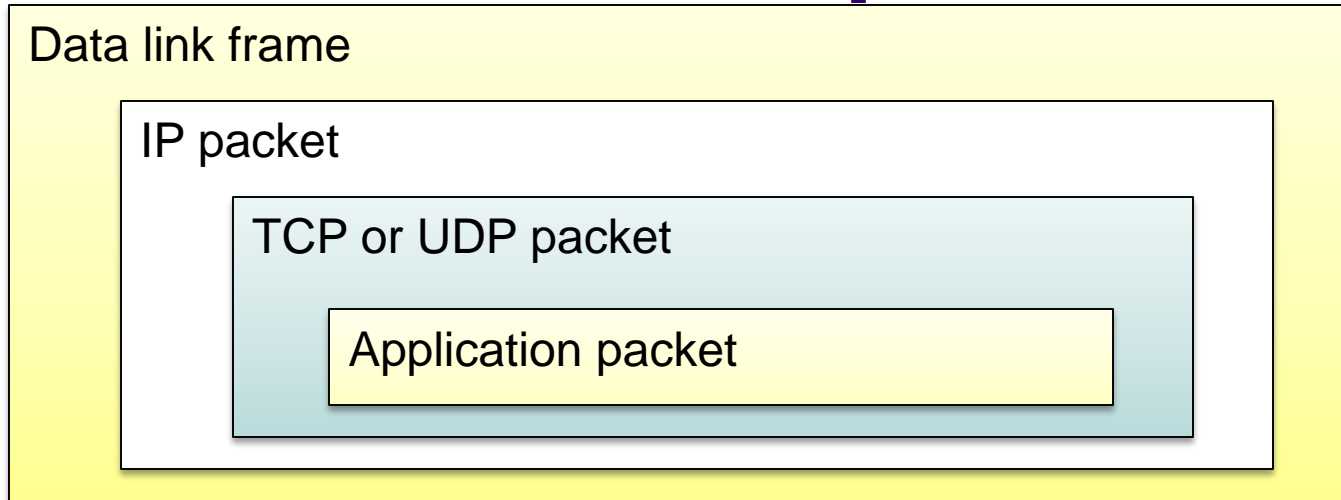 Data link frame
IP packet
TCP or UDP packet
Application packet